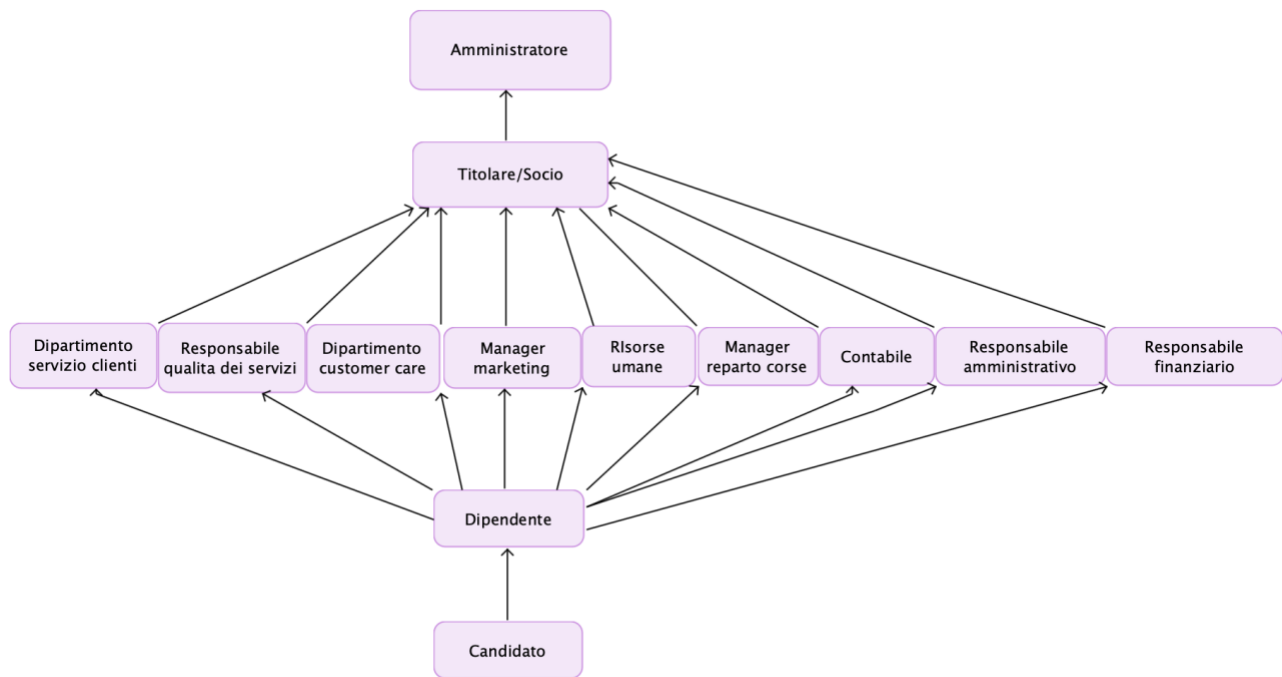 Amministratore
Titolare/Socio
Dipartimento
servizio clienti
Responsabile
qualita dei servizi
Dipartimento
customer care
Manager
marketing
RIsorse
umane
Manager
reparto corse
Contabile
Responsabile
amministrativo
Responsabile
finanziario
Dipendente
Candidato